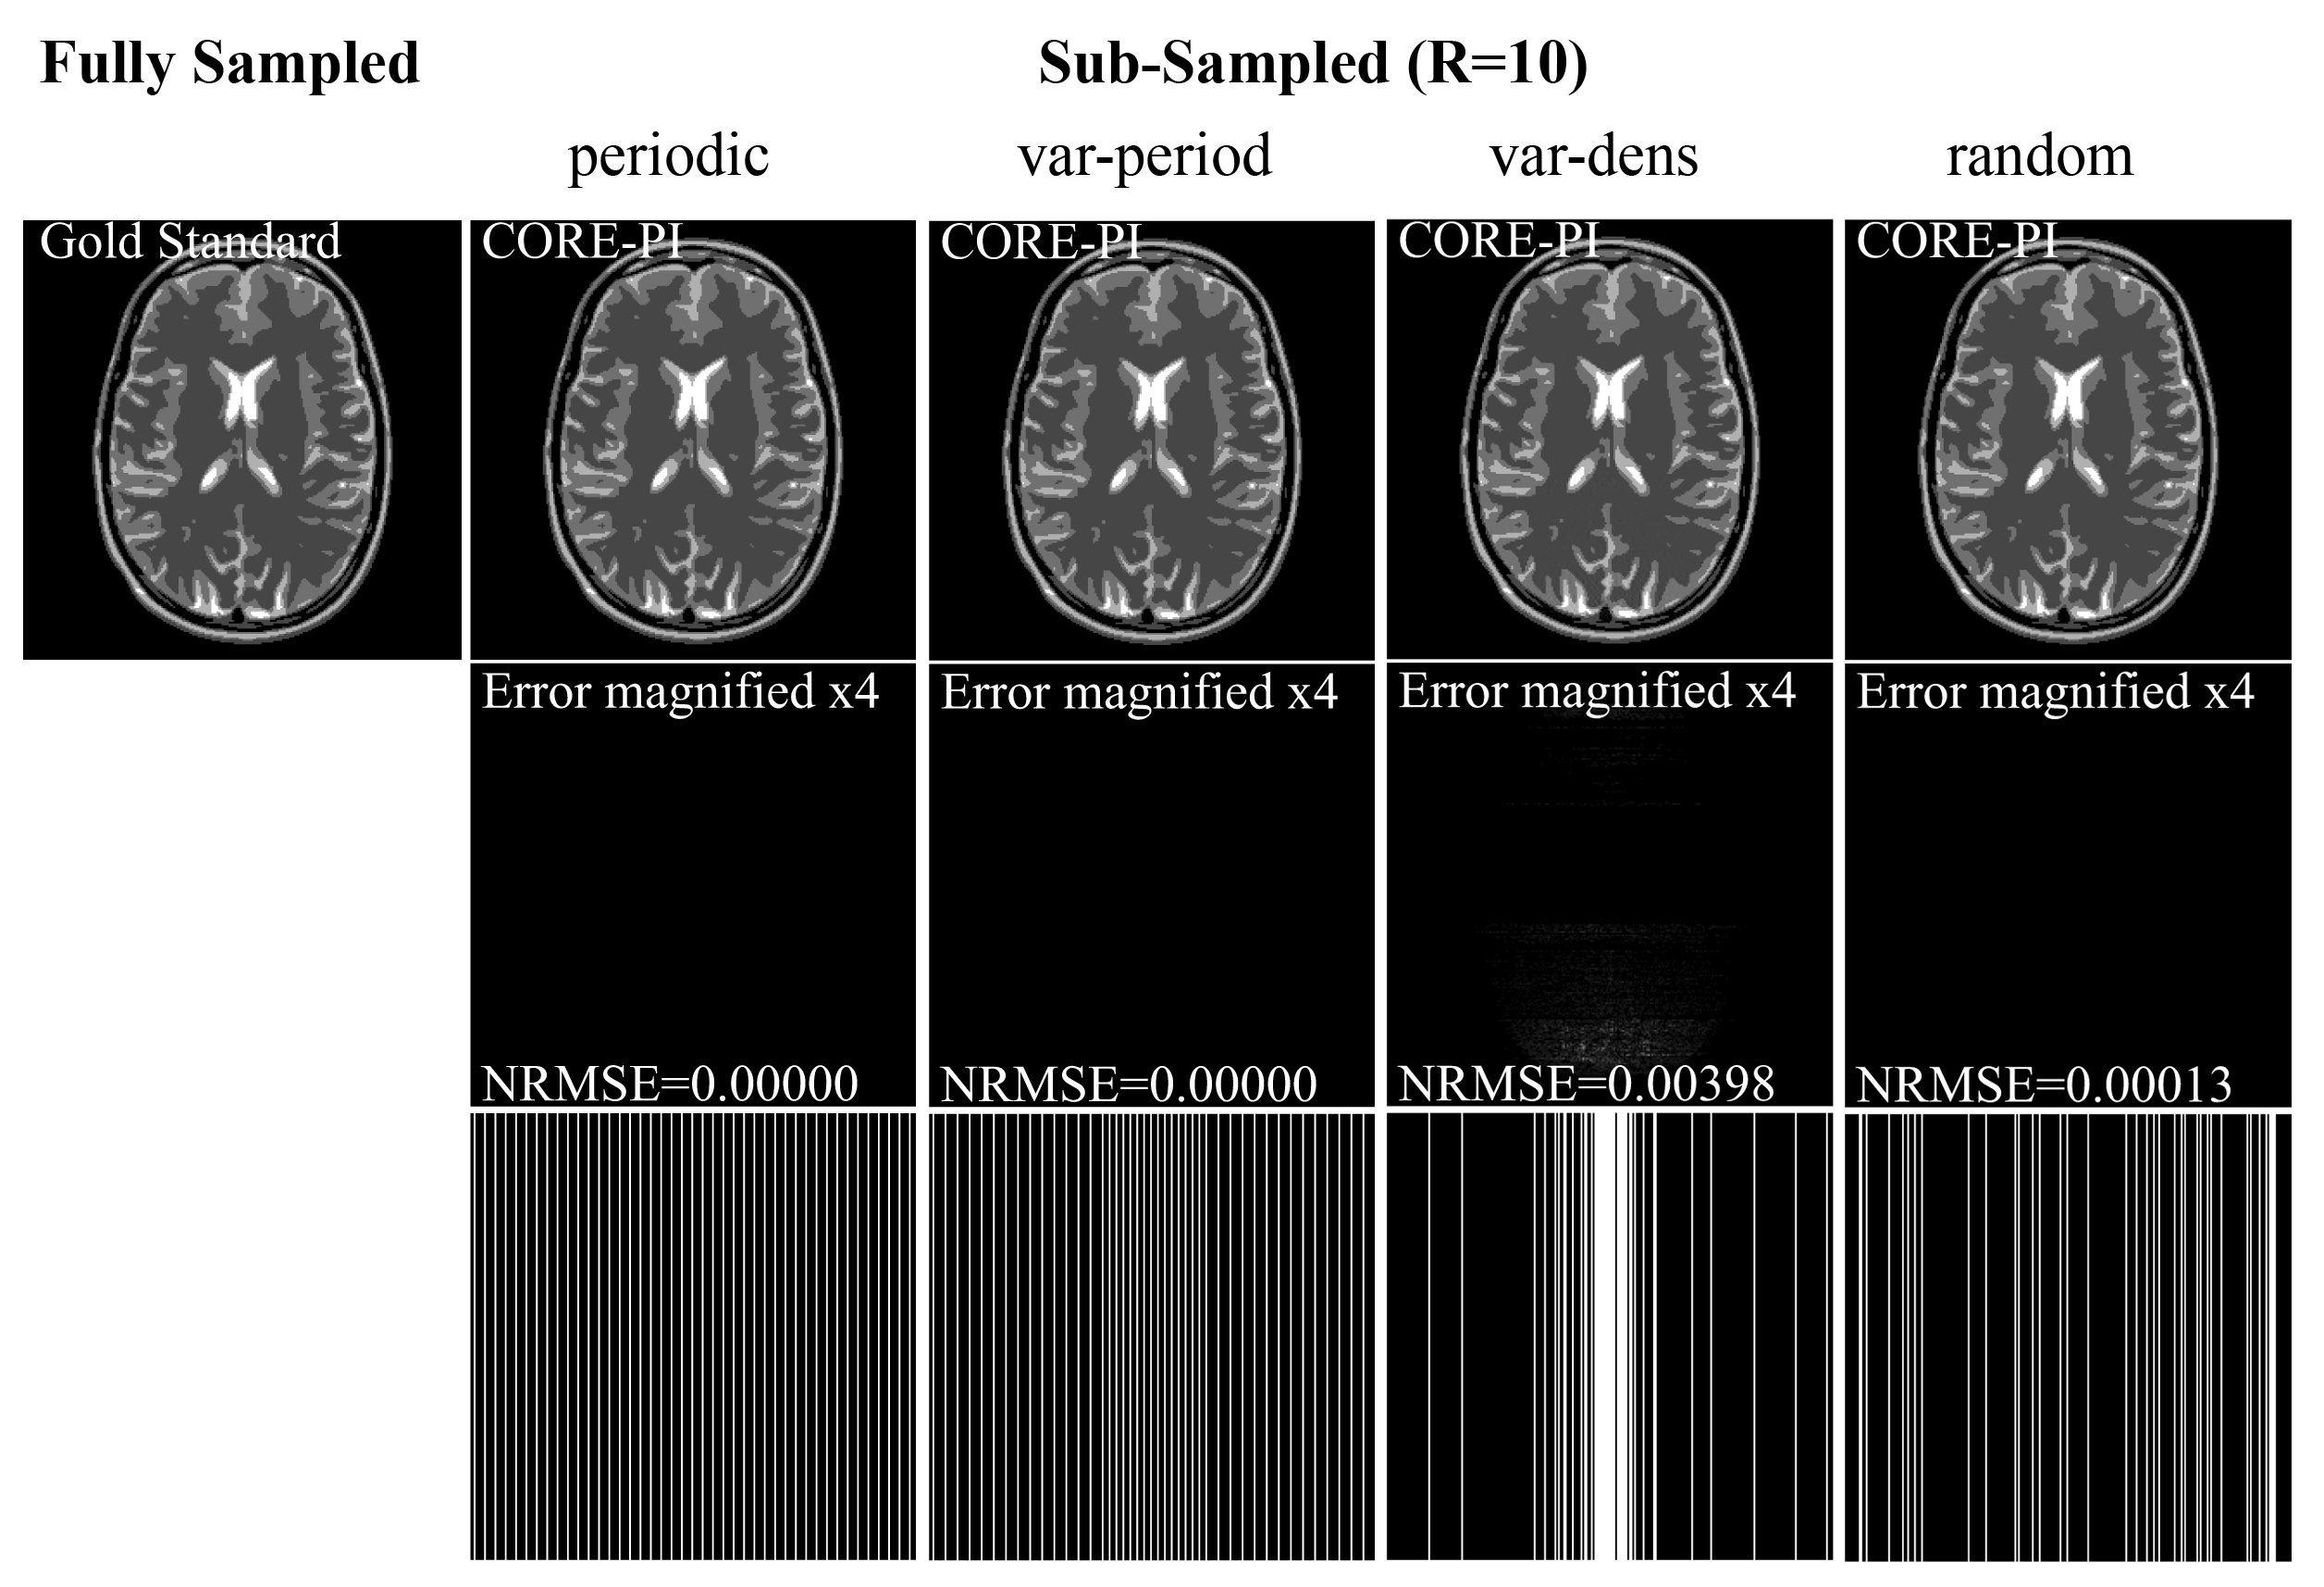 Fully Sampled
Sub-Sampled (R=10)
periodic
var-period
var-dens
random
Gold Standard
CORE-PI
CORE-PI
CORE-PI
CORE-PI
Error magnified x4
Error magnified x4
Error magnified x4
Error magnified x4
NRMSE=0.00000
NRMSE=0.00000
NRMSE=0.00398
NRMSE=0.00013